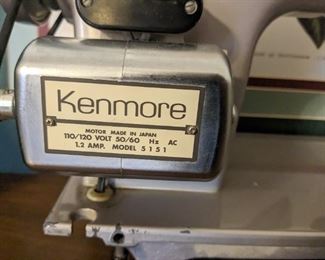 Kenmore
MOTOR MADE IN JAPAN
110/120 VOLT 50/60 Hz AC
1.2 AMP. MODEL 5151